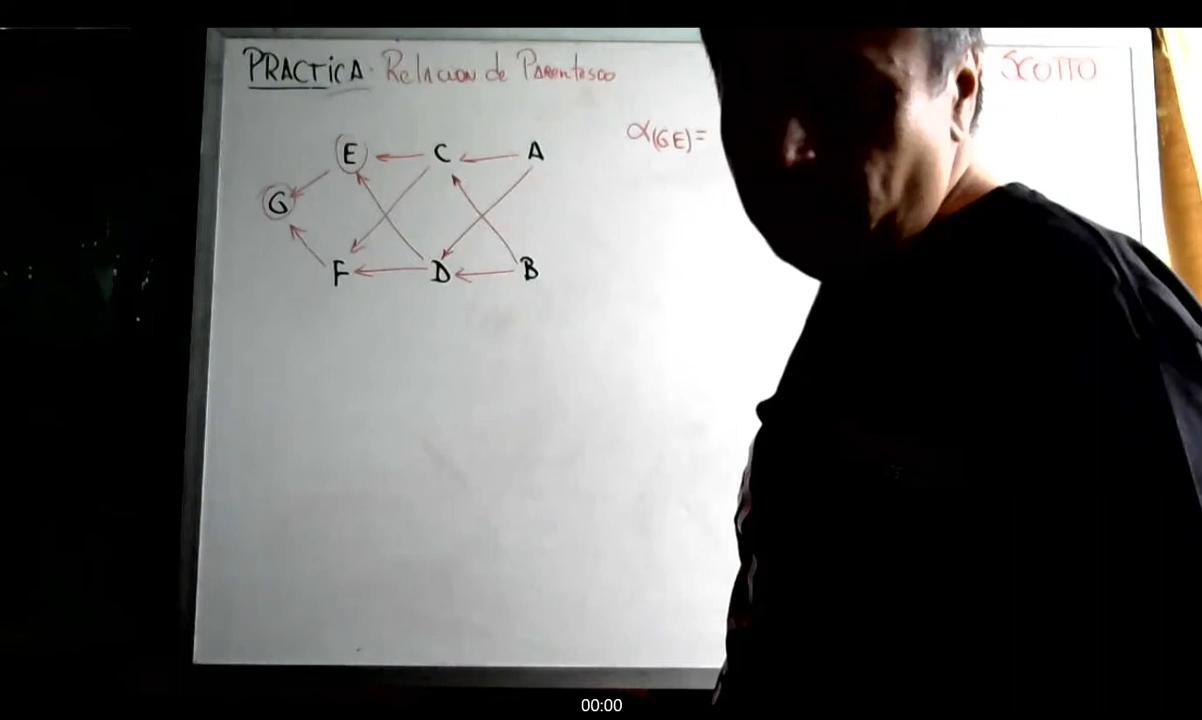 PRACTICA. Relacion de Parentesco
SCOTTO
α(GE)=
E C A
G
F D B
00:00